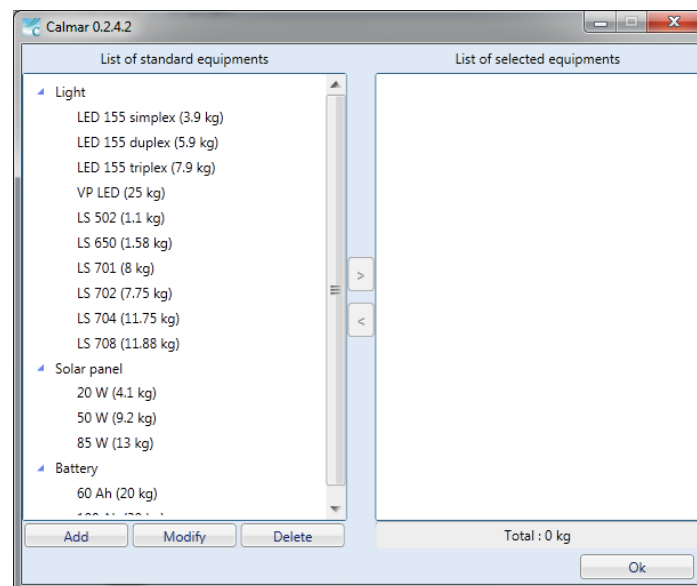 Calmar 0.2.4.2
List of standard equipments
List of selected equipments
Light
LED 155 simplex (3.9 kg)
LED 155 duplex (5.9 kg)
LED 155 triplex (7.9 kg)
VP LED (25 kg)
LS 502 (1.1 kg)
LS 650 (1.58 kg)
LS 701 (8 kg)
LS 702 (7.75 kg)
LS 704 (11.75 kg)
LS 708 (11.88 kg)
>
<
Solar panel
20 W (4.1 kg)
50 W (9.2 kg)
85 W (13 kg)
Battery
60 Ah (20 kg)
Add
Modify
Delete
Total : 0 kg
Ok